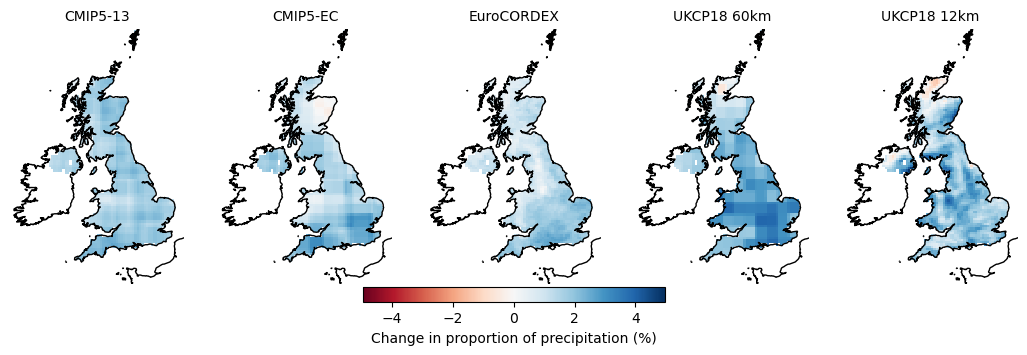 CMIP5-13 CMIP5-EC EuroCORDEX UKCP18 60km UKCP18 12km
−4 −2 0 2 4
Change in proportion of precipitation (%)